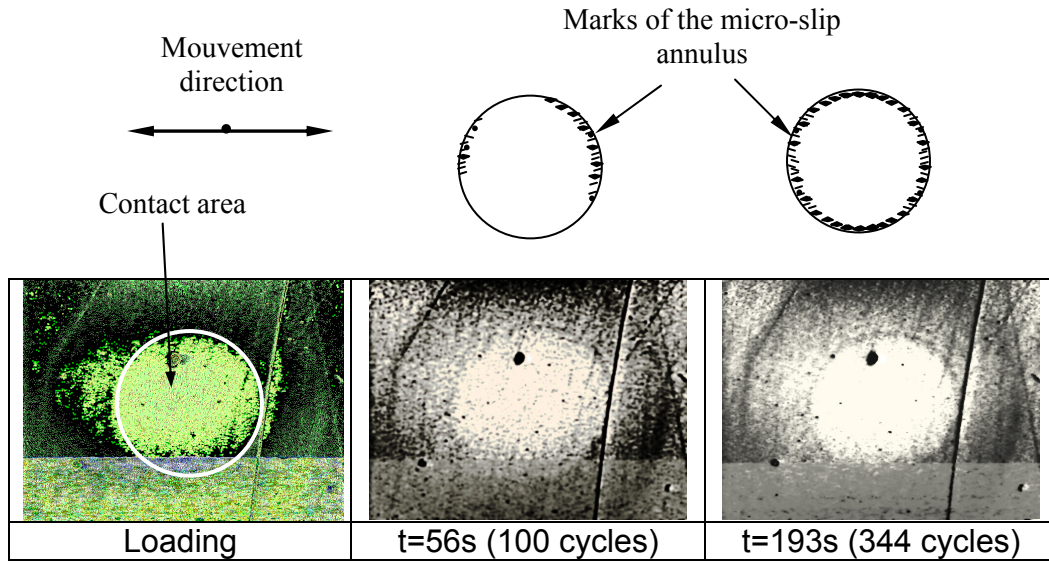 Mouvement
direction
Marks of the micro-slip
annulus
Contact area
Loading
t=56s (100 cycles)
t=193s (344 cycles)